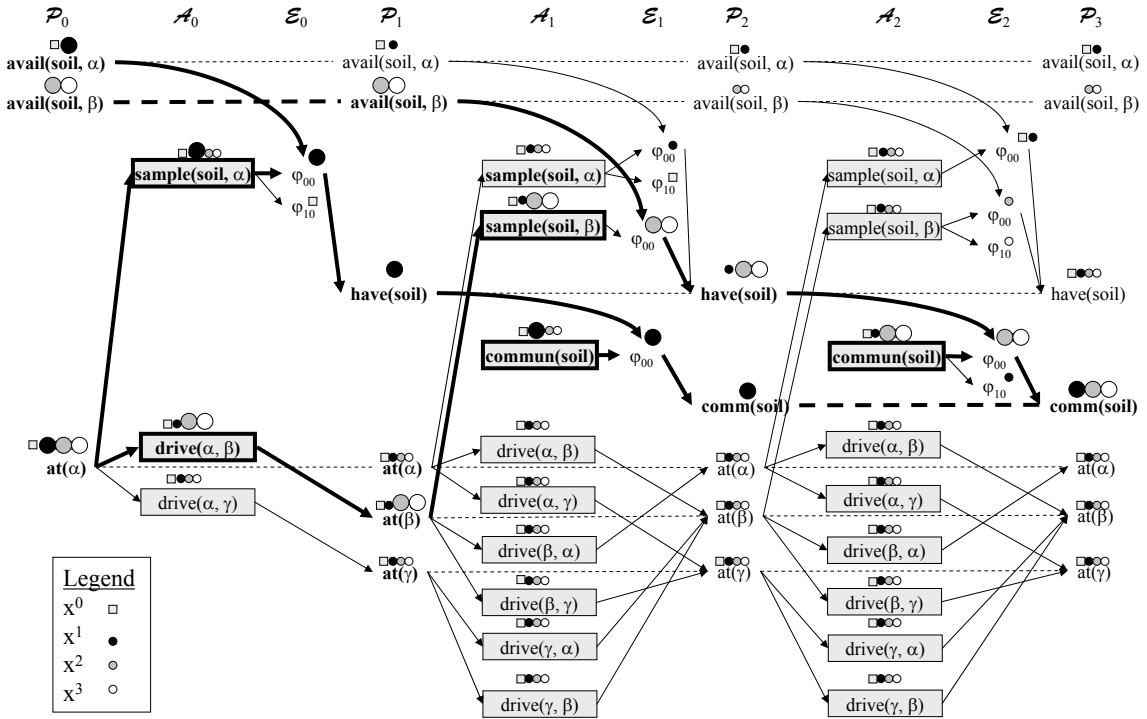 𝒫0 𝒜0 ℰ0 𝒫1 𝒜1 ℰ1 𝒫2 𝒜2 ℰ2 𝒫3
avail(soil, α) avail(soil, α) avail(soil, α) avail(soil, α)
avail(soil, β) avail(soil, β) avail(soil, β) avail(soil, β)
sample(soil, α) φ00 sample(soil, α) φ00 sample(soil, α) φ00
φ10 φ10
sample(soil, β) φ00 sample(soil, β) φ00
φ10
have(soil) have(soil) have(soil)
commun(soil) φ00 commun(soil) φ00
φ10
comm(soil) comm(soil)
at(α) drive(α, β) at(α) drive(α, β) at(α) drive(α, β) at(α)
drive(α, γ) drive(α, γ) drive(α, γ)
at(β) at(β) at(β)
drive(β, α) drive(β, α)
at(γ) at(γ) at(γ)
drive(β, γ) drive(β, γ)
drive(γ, α) drive(γ, α)
drive(γ, β) drive(γ, β)
Legend
x^0
x^1
x^2
x^3